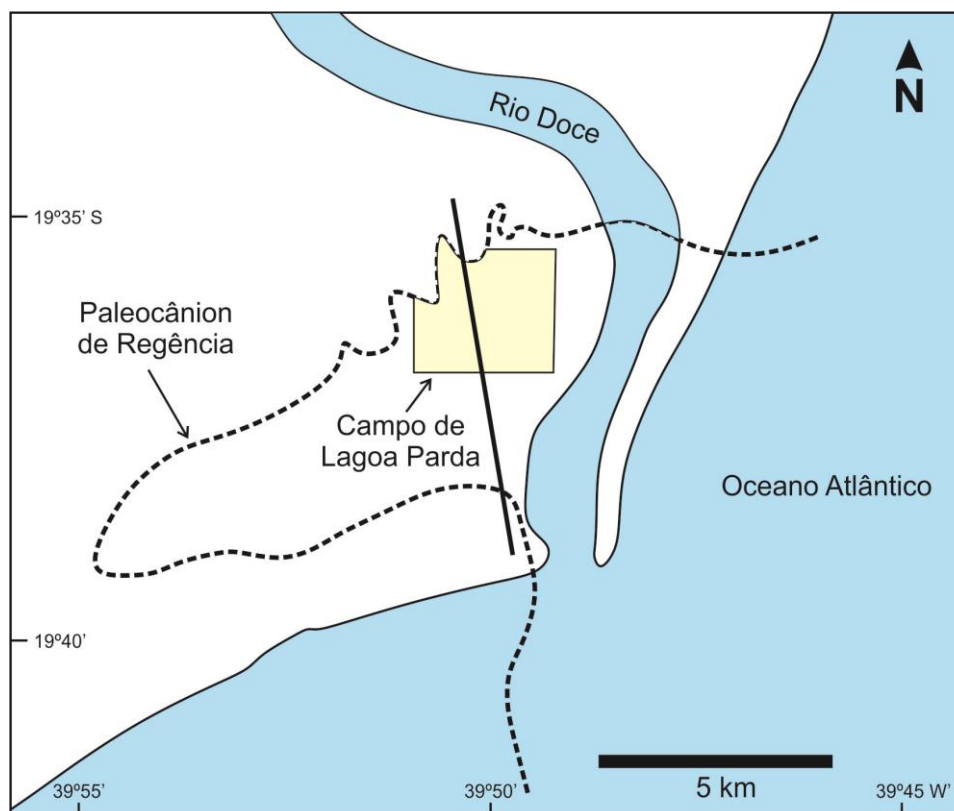 N
Rio Doce
19º35' S
Paleocânion
de Regência
Campo de
Lagoa Parda
Oceano Atlântico
19º40'
5 km
39º55'
39º50'
39º45' W'